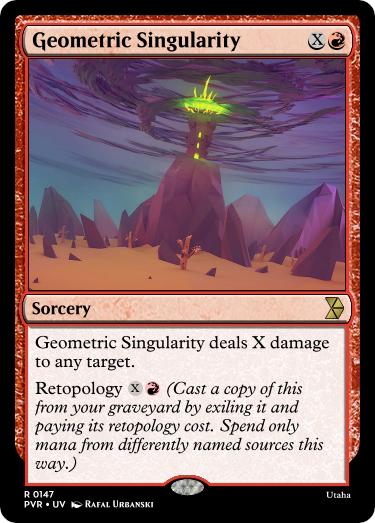 Geometric Singularity X
Sorcery
Geometric Singularity deals X damage
to any target.
Retopology X (Cast a copy of this
from your graveyard by exiling it and
paying its retopology cost. Spend only
mana from differently named sources this
way.)
R 0147
PVR • UV Rafal Urbanski
Utaha